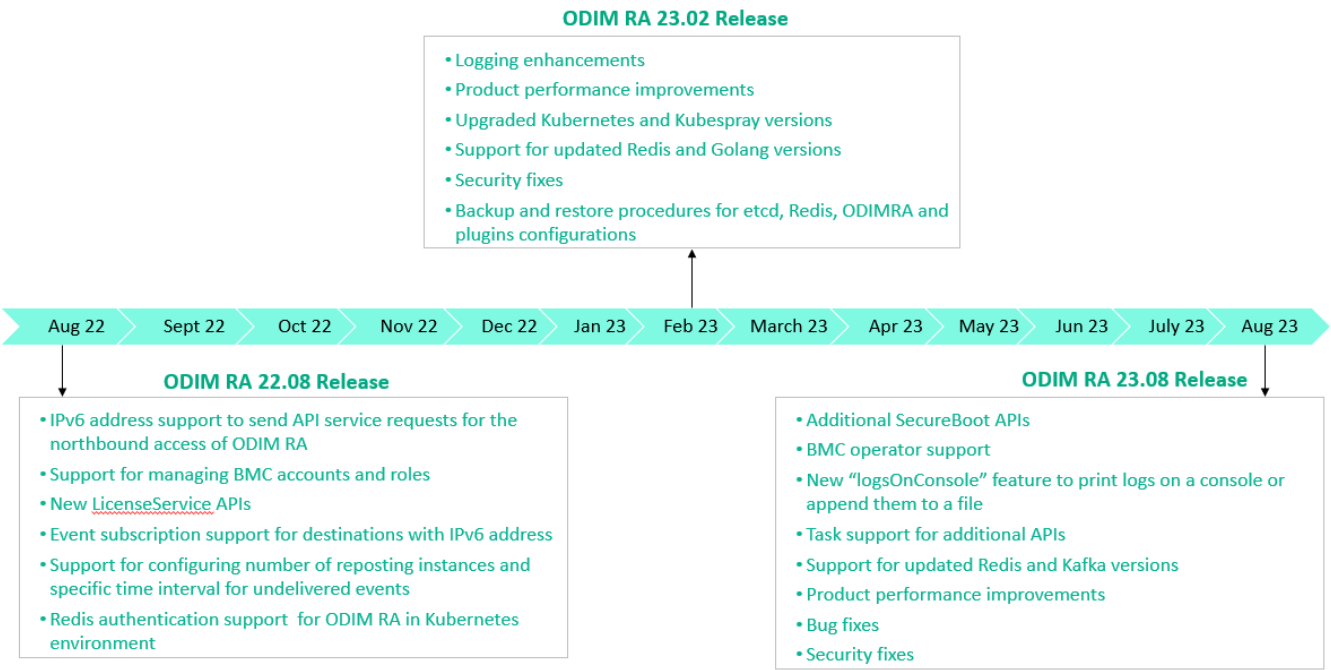 ODIM RA 23.02 Release
• Logging enhancements
• Product performance improvements
• Upgraded Kubernetes and Kubespray versions
• Support for updated Redis and Golang versions
• Security fixes
• Backup and restore procedures for etcd, Redis, ODIMRA and
plugins configurations
Aug 22 Sept 22 Oct 22 Nov 22 Dec 22 Jan 23 Feb 23 March 23 Apr 23 May 23 Jun 23 July 23 Aug 23
ODIM RA 22.08 Release
• IPv6 address support to send API service requests for the
northbound access of ODIM RA
• Support for managing BMC accounts and roles
• New LicenseService APIs
• Event subscription support for destinations with IPv6 address
• Support for configuring number of reposting instances and
specific time interval for undelivered events
• Redis authentication support for ODIM RA in Kubernetes
environment
ODIM RA 23.08 Release
• Additional SecureBoot APIs
• BMC operator support
• New “logsOnConsole” feature to print logs on a console or
append them to a file
• Task support for additional APIs
• Support for updated Redis and Kafka versions
• Product performance improvements
• Bug fixes
• Security fixes